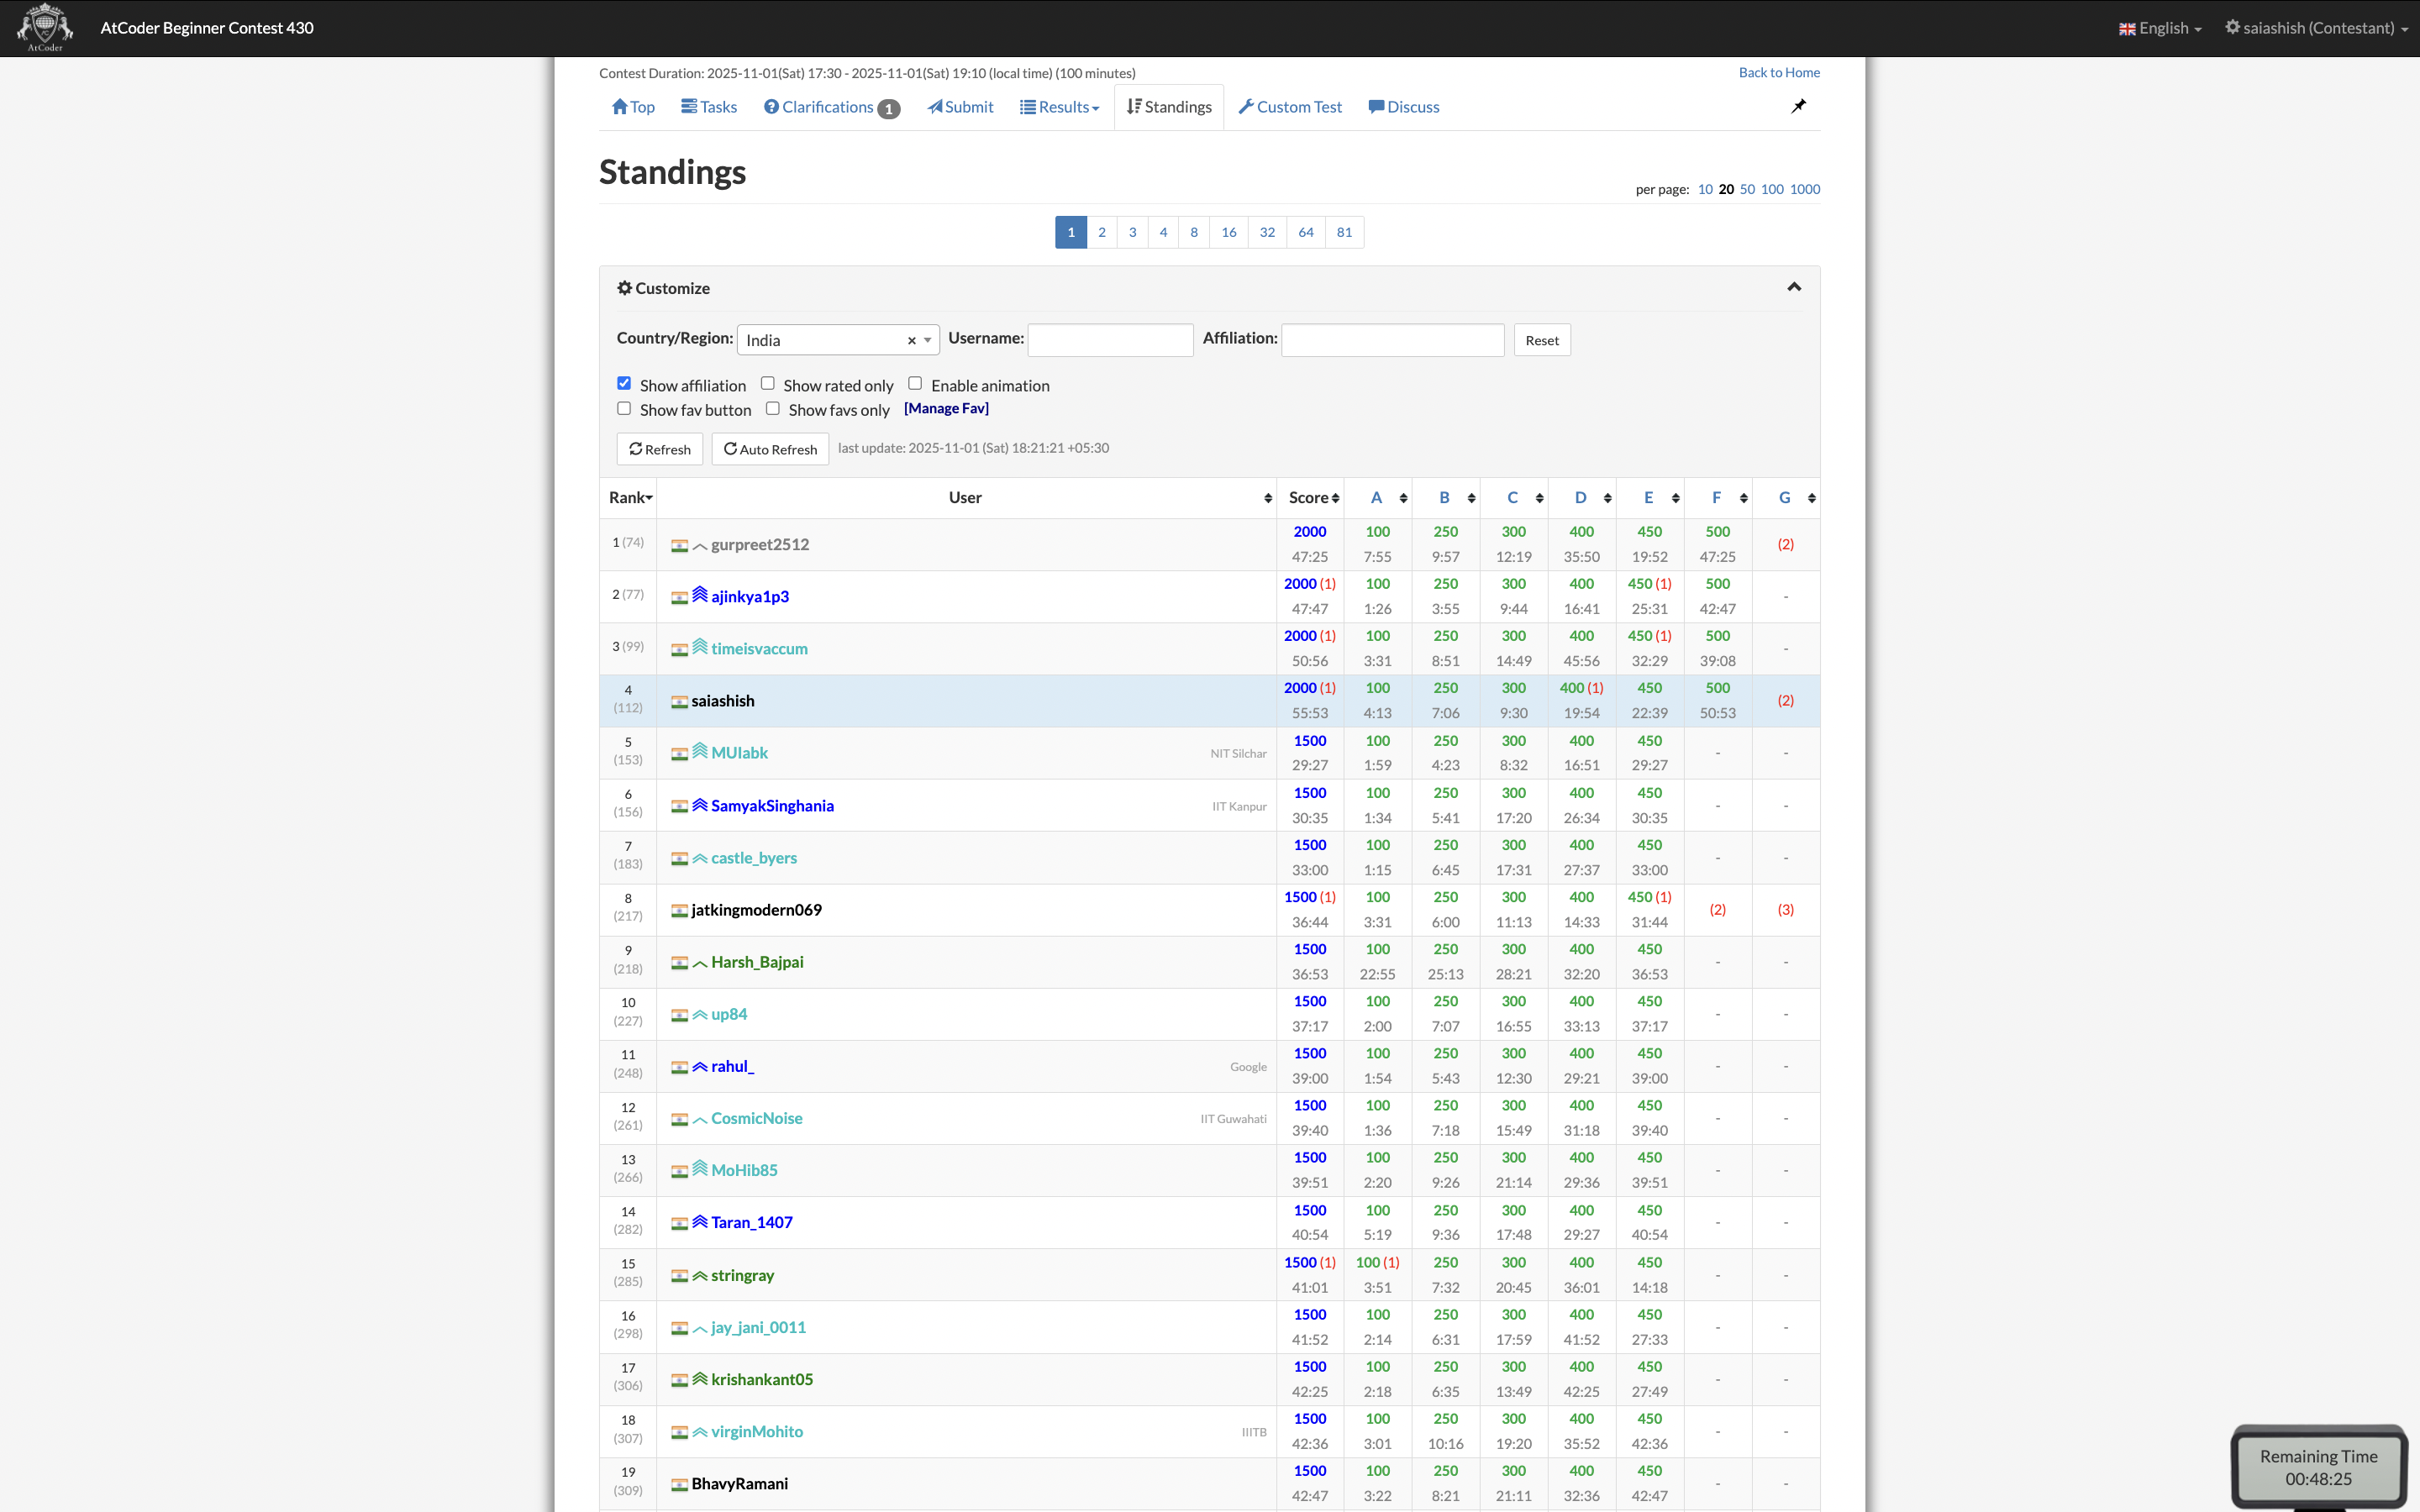 AtCoder
AtCoder Beginner Contest 430
English
saiashish (Contestant)
Contest Duration: 2025-11-01(Sat) 17:30 - 2025-11-01(Sat) 19:10 (local time) (100 minutes)
Back to Home
Top Tasks Clarifications 1 Submit Results Standings Custom Test Discuss
Standings
per page: 10 20 50 100 1000
1 2 3 4 8 16 32 64 81
Customize
Country/Region: India × Username: Affiliation: Reset
Show affiliation Show rated only Enable animation
Show fav button Show favs only [Manage Fav]
Refresh Auto Refresh last update: 2025-11-01 (Sat) 18:21:21 +05:30
Rank User Score A B C D E F G
1 (74) gurpreet2512 2000 100 250 300 400 450 500 (2)
47:25 7:55 9:57 12:19 35:50 19:52 47:25
2 (77) ajinkya1p3 2000 (1) 100 250 300 400 450 (1) 500 -
47:47 1:26 3:55 9:44 16:41 25:31 42:47
3 (99) timeisvaccum 2000 (1) 100 250 300 400 450 (1) 500 -
50:56 3:31 8:51 14:49 45:56 32:29 39:08
4 saiashish 2000 (1) 100 250 300 400 (1) 450 500 (2)
(112) 55:53 4:13 7:06 9:30 19:54 22:39 50:53
5 MUIabk NIT Silchar 1500 100 250 300 400 450 - -
(153) 29:27 1:59 4:23 8:32 16:51 29:27
6 SamyakSinghania IIT Kanpur 1500 100 250 300 400 450 - -
(156) 30:35 1:34 5:41 17:20 26:34 30:35
7 castle_byers 1500 100 250 300 400 450 - -
(183) 33:00 1:15 6:45 17:31 27:37 33:00
8 jatkingmodern069 1500 (1) 100 250 300 400 450 (1) (2) (3)
(217) 36:44 3:31 6:00 11:13 14:33 31:44
9 Harsh_Bajpai 1500 100 250 300 400 450 - -
(218) 36:53 22:55 25:13 28:21 32:20 36:53
10 up84 1500 100 250 300 400 450 - -
(227) 37:17 2:00 7:07 16:55 33:13 37:17
11 rahul_ Google 1500 100 250 300 400 450 - -
(248) 39:00 1:54 5:43 12:30 29:21 39:00
12 CosmicNoise IIT Guwahati 1500 100 250 300 400 450 - -
(261) 39:40 1:36 7:18 15:49 31:18 39:40
13 MoHib85 1500 100 250 300 400 450 - -
(266) 39:51 2:20 9:26 21:14 29:36 39:51
14 Taran_1407 1500 100 250 300 400 450 - -
(282) 40:54 5:19 9:36 17:48 29:27 40:54
15 stringray 1500 (1) 100 (1) 250 300 400 450 - -
(285) 41:01 3:51 7:32 20:45 36:01 14:18
16 jay_jani_0011 1500 100 250 300 400 450 - -
(298) 41:52 2:14 6:31 17:59 41:52 27:33
17 krishankant05 1500 100 250 300 400 450 - -
(306) 42:25 2:18 6:35 13:49 42:25 27:49
18 virginMohito IIITB 1500 100 250 300 400 450 - -
(307) 42:36 3:01 10:16 19:20 35:52 42:36
19 BhavyRamani 1500 100 250 300 400 450 - -
(309) 42:47 3:22 8:21 21:11 32:36 42:47
Remaining Time
00:48:25